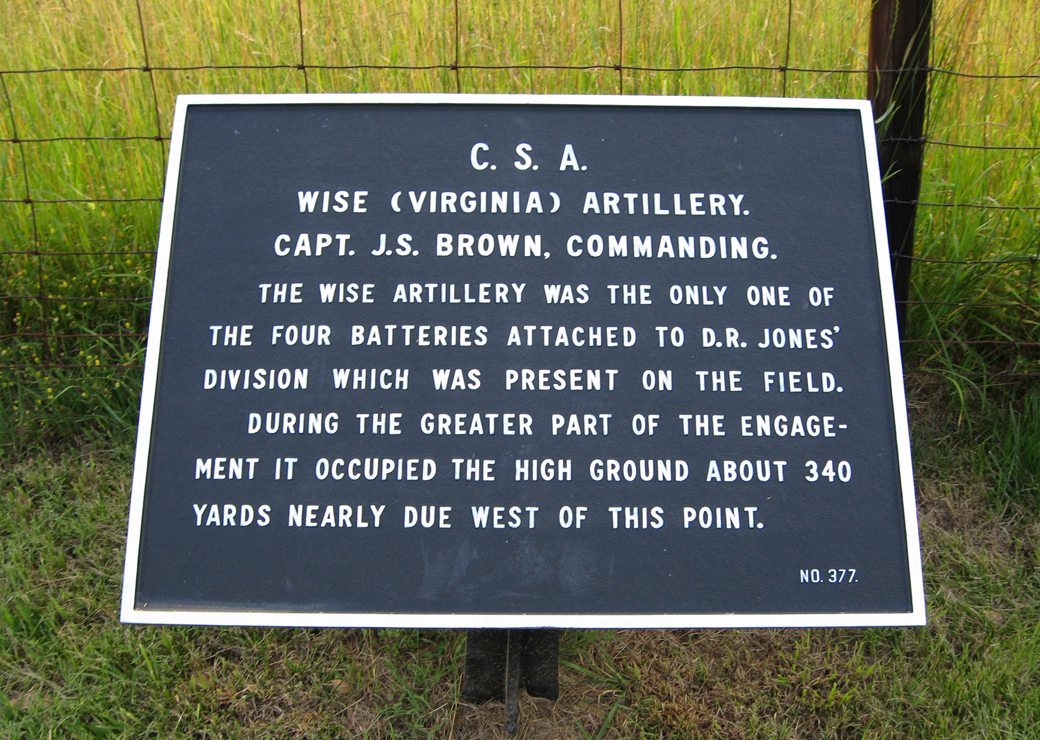 C. S. A.
WISE (VIRGINIA) ARTILLERY.
CAPT. J.S. BROWN, COMMANDING.
THE WISE ARTILLERY WAS THE ONLY ONE OF
THE FOUR BATTERIES ATTACHED TO D.R. JONES'
DIVISION WHICH WAS PRESENT ON THE FIELD.
DURING THE GREATER PART OF THE ENGAGE-
MENT IT OCCUPIED THE HIGH GROUND ABOUT 340
YARDS NEARLY DUE WEST OF THIS POINT.
NO. 377.